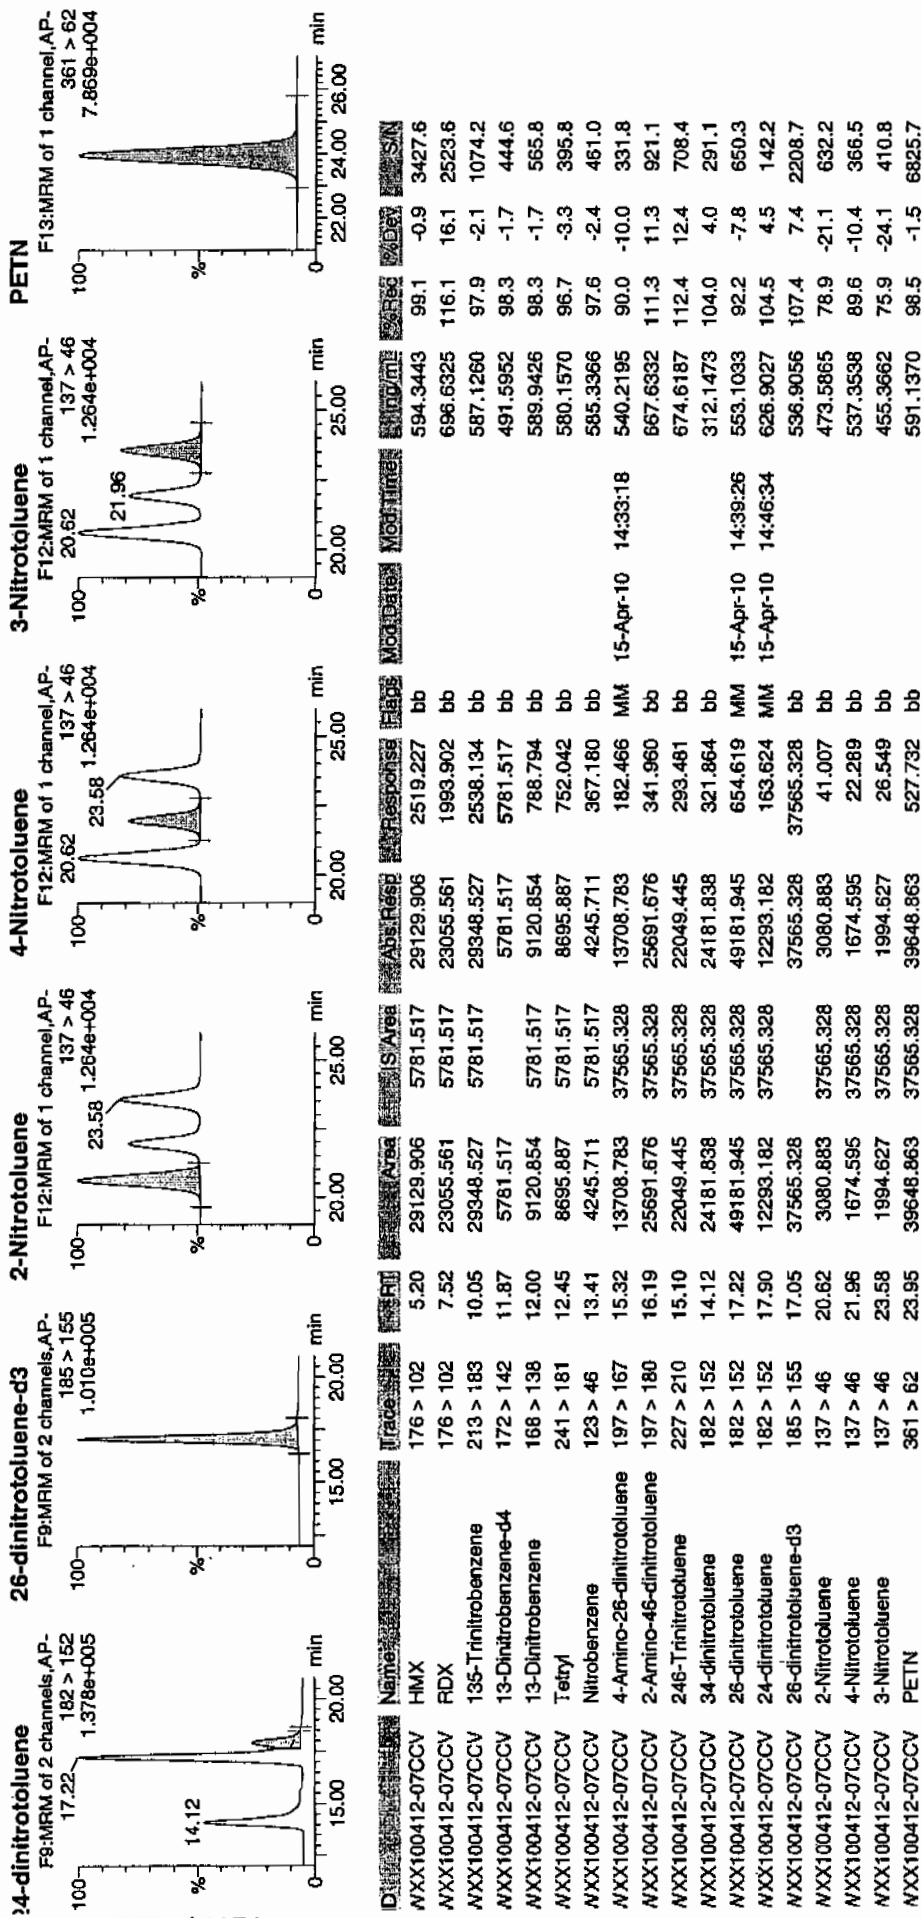 24-dinitrotoluene
F9:MRM of 2 channels,AP-
182 > 152
1.378e+005
17.22
14.12
100
%
0
15.00
20.00
min
26-dinitrotoluene-d3
F9:MRM of 2 channels,AP-
185 > 155
1.010e+005
100
%
0
15.00
20.00
min
2-Nitrotoluene
F12:MRM of 1 channel,AP-
137 > 46
1.264e+004
23.58
100
%
0
20.00
25.00
min
4-Nitrotoluene
F12:MRM of 1 channel,AP-
137 > 46
1.264e+004
20.62
23.58
100
%
0
20.00
25.00
min
3-Nitrotoluene
F12:MRM of 1 channel,AP-
137 > 46
1.264e+004
20.62
21.96
100
%
0
20.00
25.00
min
PETN
F13:MRM of 1 channel,AP-
361 > 62
7.869e+004
100
%
0
22.00
24.00
26.00
min
ID Name Trace RT Area IS Area Abs.Resp Response Flags Mod.Date Mod.Time ng/mL %Rec %Dev S/N
WXX100412-07CCV HMX 176 > 102 5.20 29129.906 5781.517 29129.906 2519.227 bb 594.3443 99.1 -0.9 3427.6
WXX100412-07CCV RDX 176 > 102 7.52 23055.561 5781.517 23055.561 1993.902 bb 696.6325 116.1 16.1 2523.6
WXX100412-07CCV 135-Trinitrobenzene 213 > 183 10.05 29348.527 5781.517 29348.527 2538.134 bb 587.1260 97.9 -2.1 1074.2
WXX100412-07CCV 13-Dinitrobenzene-d4 172 > 142 11.87 5781.517 5781.517 5781.517 bb 491.5952 98.3 -1.7 444.6
WXX100412-07CCV 13-Dinitrobenzene 168 > 138 12.00 9120.854 5781.517 9120.854 788.794 bb 589.9426 98.3 -1.7 565.8
WXX100412-07CCV Tetryl 241 > 181 12.45 8695.887 5781.517 8695.887 752.042 bb 580.1570 96.7 -3.3 395.8
WXX100412-07CCV Nitrobenzene 123 > 46 13.41 4245.711 5781.517 4245.711 367.180 bb 585.3366 97.6 -2.4 461.0
WXX100412-07CCV 4-Amino-26-dinitrotoluene 197 > 167 15.32 13708.783 37565.328 13708.783 182.466 MM 15-Apr-10 14:33:18 540.2195 90.0 -10.0 331.8
WXX100412-07CCV 2-Amino-46-dinitrotoluene 197 > 180 16.19 25691.676 37565.328 25691.676 341.960 bb 667.6332 111.3 11.3 921.1
WXX100412-07CCV 246-Trinitrotoluene 227 > 210 15.10 22049.445 37565.328 22049.445 293.481 bb 674.6187 112.4 12.4 708.4
WXX100412-07CCV 34-dinitrotoluene 182 > 152 14.12 24181.838 37565.328 24181.838 321.864 bb 312.1473 104.0 4.0 291.1
WXX100412-07CCV 26-dinitrotoluene 182 > 152 17.22 49181.945 37565.328 49181.945 654.619 MM 15-Apr-10 14:39:26 553.1033 92.2 -7.8 650.3
WXX100412-07CCV 24-dinitrotoluene 182 > 152 17.90 12293.182 37565.328 12293.182 163.624 MM 15-Apr-10 14:46:34 626.9027 104.5 4.5 142.2
WXX100412-07CCV 26-dinitrotoluene-d3 185 > 155 17.05 37565.328 37565.328 37565.328 bb 536.9056 107.4 7.4 2208.7
WXX100412-07CCV 2-Nitrotoluene 137 > 46 20.62 3080.883 37565.328 3080.883 41.007 bb 473.5865 78.9 -21.1 632.2
WXX100412-07CCV 4-Nitrotoluene 137 > 46 21.96 1674.595 37565.328 1674.595 22.289 bb 537.3538 89.6 -10.4 366.5
WXX100412-07CCV 3-Nitrotoluene 137 > 46 23.58 1994.627 37565.328 1994.627 26.549 bb 455.3662 75.9 -24.1 410.8
WXX100412-07CCV PETN 361 > 62 23.95 39648.863 37565.328 39648.863 527.732 bb 591.1370 98.5 -1.5 6825.7